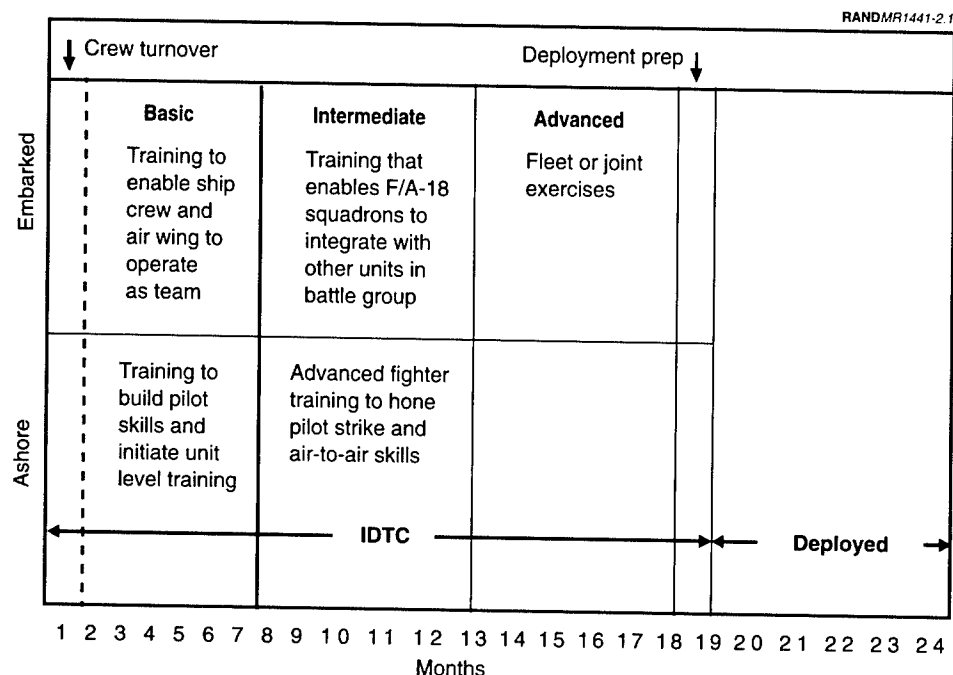 RANDMR1441-2.1
Crew turnover
Deployment prep
Embarked
Basic
Training to
enable ship
crew and
air wing to
operate
as team
Intermediate
Training that
enables F/A-18
squadrons to
integrate with
other units in
battle group
Advanced
Fleet or joint
exercises
Ashore
Training to
build pilot
skills and
initiate unit
level training
Advanced fighter
training to hone
pilot strike and
air-to-air skills
IDTC
Deployed
1 2 3 4 5 6 7 8 9 10 11 12 13 14 15 16 17 18 19 20 21 22 23 24
Months